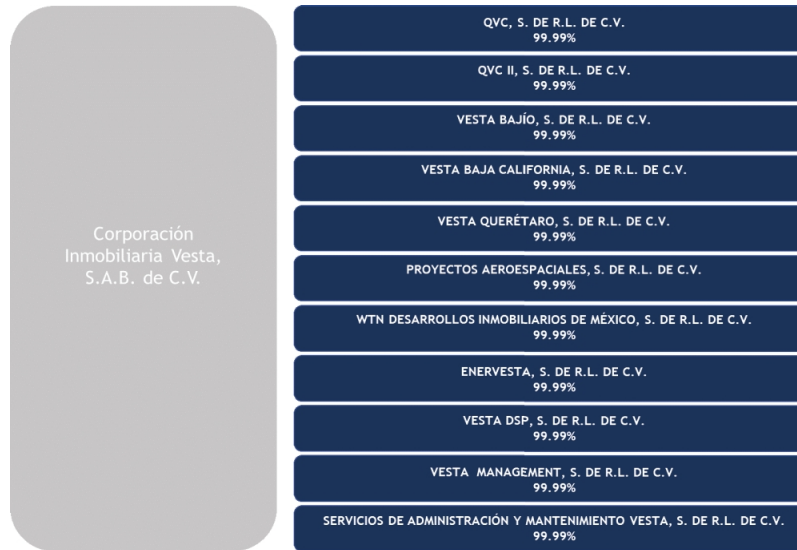 Corporación
Inmobiliaria Vesta,
S.A.B. de C.V.
QVC, S. DE R.L. DE C.V.
99.99%
QVC II, S. DE R.L. DE C.V.
99.99%
VESTA BAJÍO, S. DE R.L. DE C.V.
99.99%
VESTA BAJA CALIFORNIA, S. DE R.L. DE C.V.
99.99%
VESTA QUERÉTARO, S. DE R.L. DE C.V.
99.99%
PROYECTOS AEROESPACIALES, S. DE R.L. DE C.V.
99.99%
WTN DESARROLLOS INMOBILIARIOS DE MÉXICO, S. DE R.L. DE C.V.
99.99%
ENERVESTA, S. DE R.L. DE C.V.
99.99%
VESTA DSP, S. DE R.L. DE C.V.
99.99%
VESTA MANAGEMENT, S. DE R.L. DE C.V.
99.99%
SERVICIOS DE ADMINISTRACIÓN Y MANTENIMIENTO VESTA, S. DE R.L. DE C.V.
99.99%